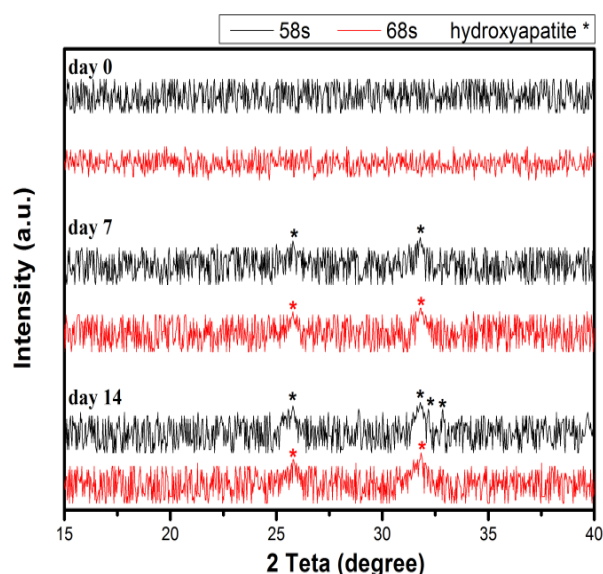 58s 68s hydroxyapatite *
day 0
day 7
* *
* *
day 14
* * * *
* *
15 20 25 30 35 40
2 Teta (degree)
Intensity (a.u.)